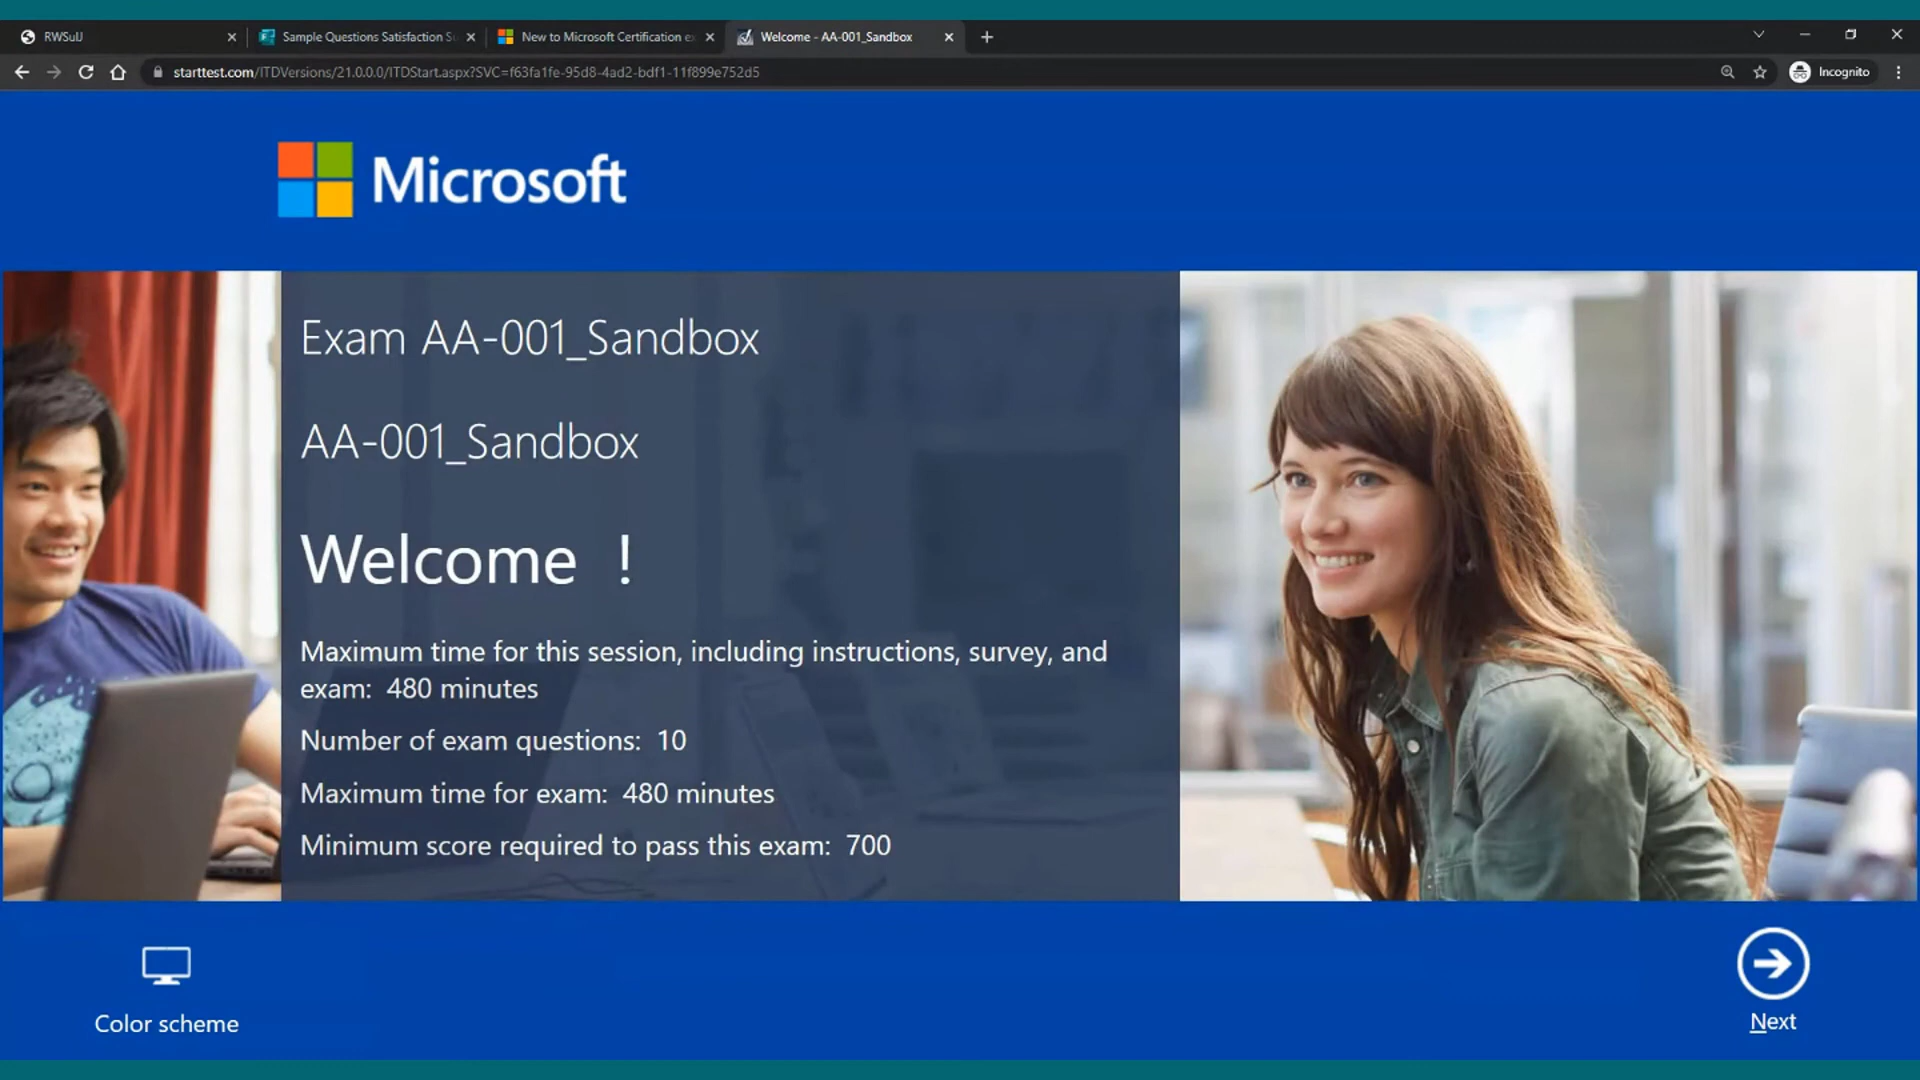 RWSuIJ
Sample Questions Satisfaction Su
New to Microsoft Certification ex
Welcome - AA-001_Sandbox
starttest.com/ITDVersions/21.0.0.0/ITDStart.aspx?SVC=f63fa1fe-95d8-4ad2-bdf1-11f899e752d5
Incognito
Microsoft
Exam AA-001_Sandbox
AA-001_Sandbox
Welcome !
Maximum time for this session, including instructions, survey, and
exam: 480 minutes
Number of exam questions: 10
Maximum time for exam: 480 minutes
Minimum score required to pass this exam: 700
Color scheme
Next